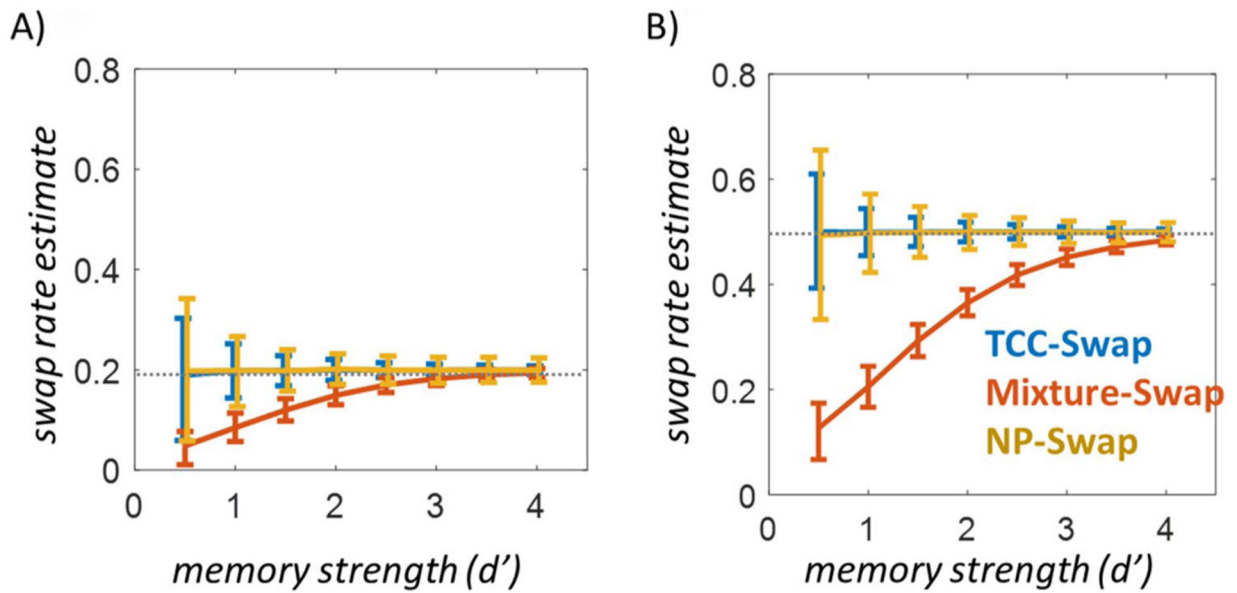 A)
0.8
0.6
0.4
0.2
0
swap rate estimate
0 1 2 3 4
memory strength (d’)
B)
0.8
0.6
0.4
0.2
0
swap rate estimate
TCC-Swap
Mixture-Swap
NP-Swap
0 1 2 3 4
memory strength (d’)